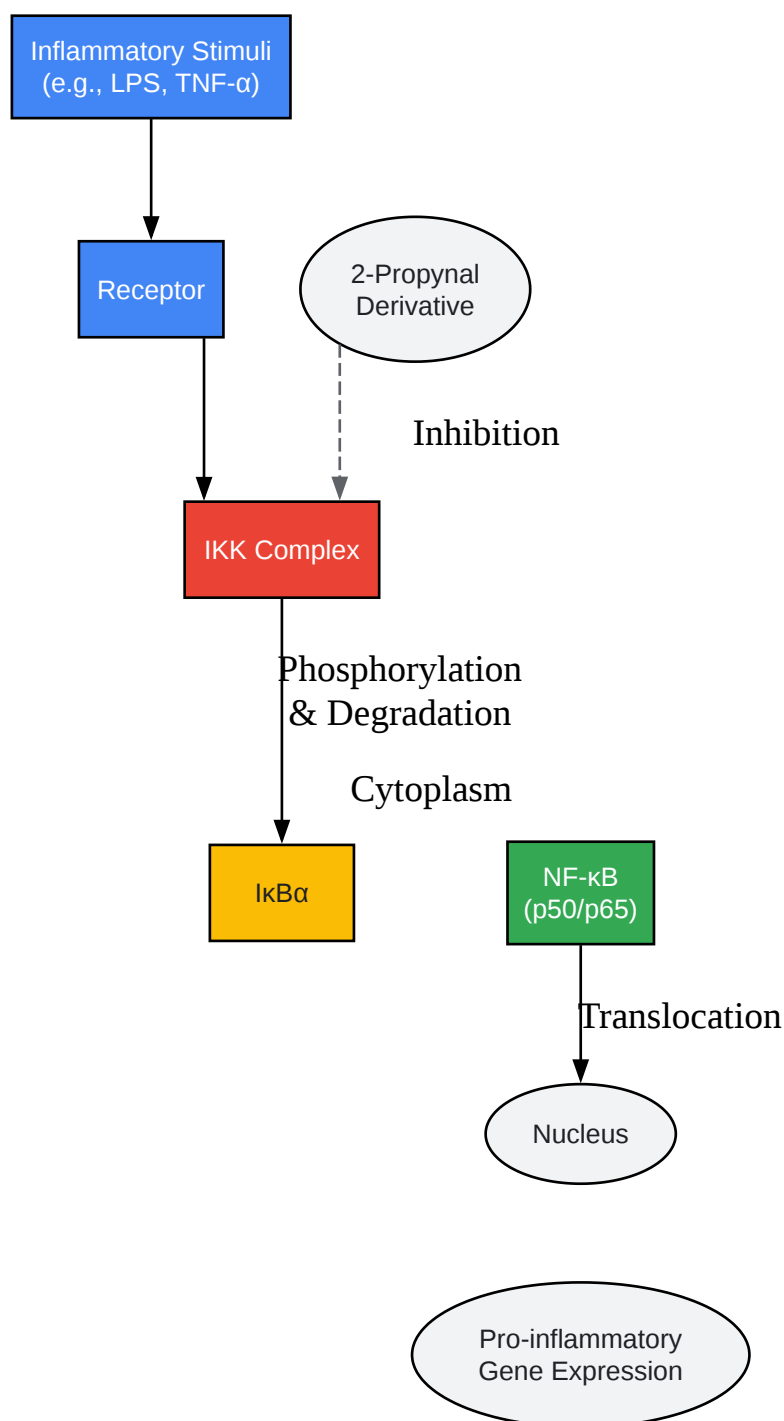 Inflammatory Stimuli
(e.g., LPS, TNF-α)
Receptor
2-Propynal
Derivative
Inhibition
IKK Complex
Phosphorylation
& Degradation
Cytoplasm
IκBα
NF-κB
(p50/p65)
Translocation
Nucleus
Pro-inflammatory
Gene Expression